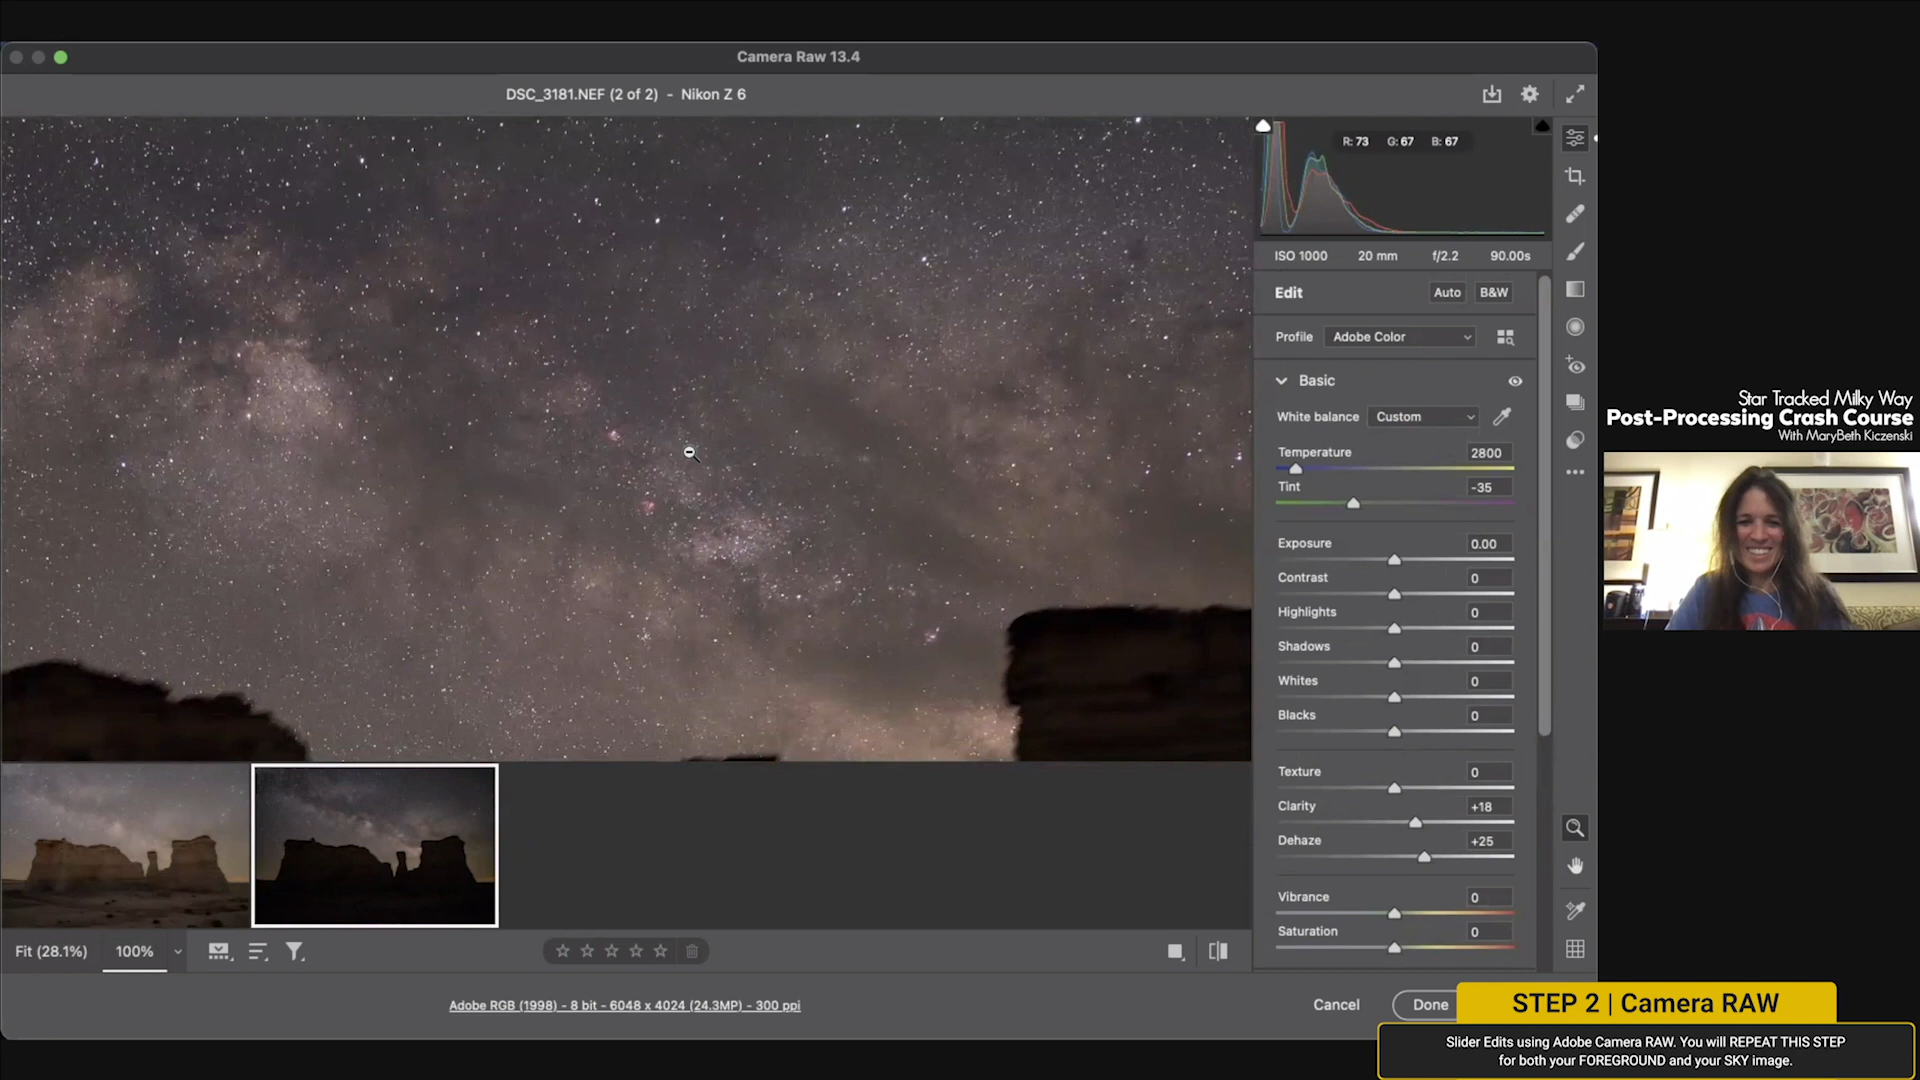 Camera Raw 13.4
DSC_3181.NEF (2 of 2) - Nikon Z 6
R: 73 G: 67 B: 67
ISO 1000 20 mm f/2.2 90.00s
Edit Auto B&W
Profile Adobe Color
Basic
White balance Custom
Temperature 2800
Tint -35
Exposure 0.00
Contrast 0
Highlights 0
Shadows 0
Whites 0
Blacks 0
Texture 0
Clarity +18
Dehaze +25
Vibrance 0
Saturation 0
Fit (28.1%) 100%
Adobe RGB (1998) - 8 bit - 6048 x 4024 (24.3MP) - 300 ppi
Cancel Done
Star Tracked Milky Way
Post-Processing Crash Course
With MaryBeth Kiczenski
STEP 2 | Camera RAW
Slider Edits using Adobe Camera RAW. You will REPEAT THIS STEP
for both your FOREGROUND and your SKY image.